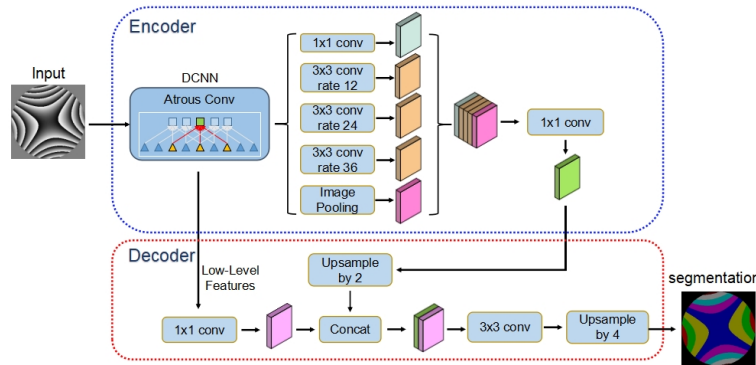 Encoder
Input
DCNN
Atrous Conv
1x1 conv
3x3 conv
rate 12
3x3 conv
rate 24
3x3 conv
rate 36
Image
Pooling
1x1 conv
Decoder
Low-Level
Features
Upsample
by 2
1x1 conv
Concat
3x3 conv
Upsample
by 4
segmentation